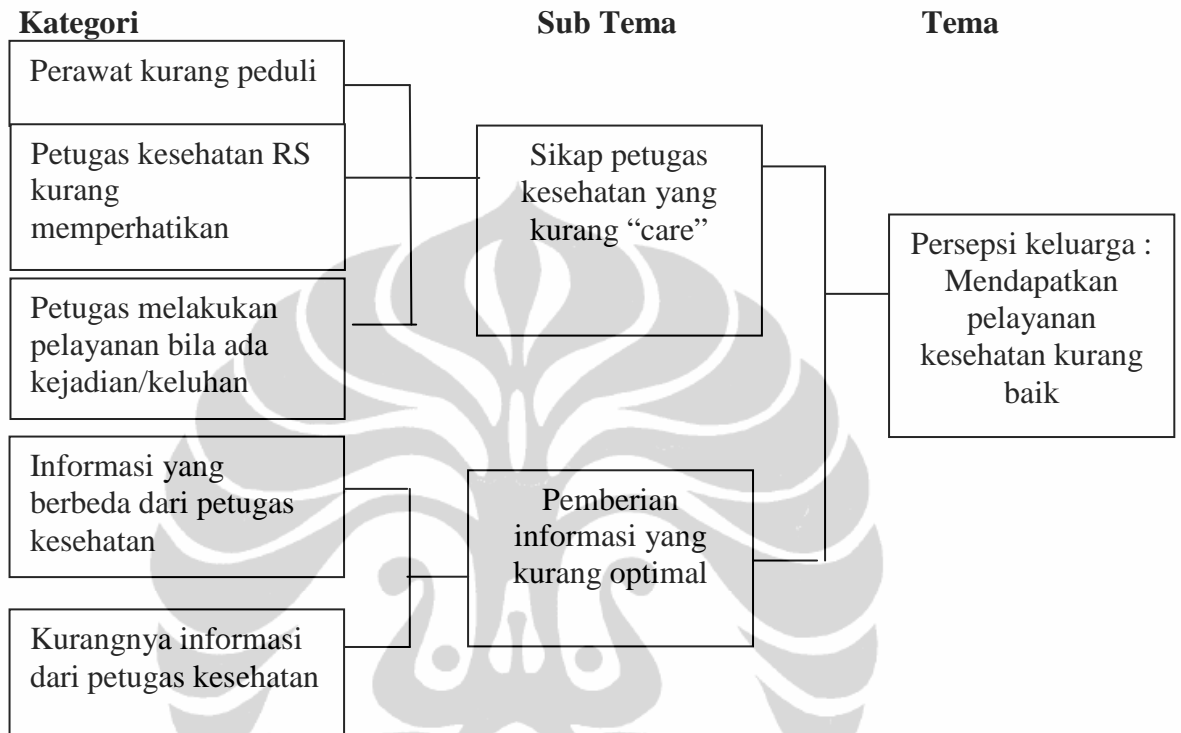 Kategori
Sub Tema
Tema
Perawat kurang peduli
Petugas kesehatan RS
kurang
memperhatikan
Petugas melakukan
pelayanan bila ada
kejadian/keluhan
Informasi yang
berbeda dari petugas
kesehatan
Kurangnya informasi
dari petugas kesehatan
Sikap petugas
kesehatan yang
kurang “care”
Pemberian
informasi yang
kurang optimal
Persepsi keluarga :
Mendapatkan
pelayanan
kesehatan kurang
baik